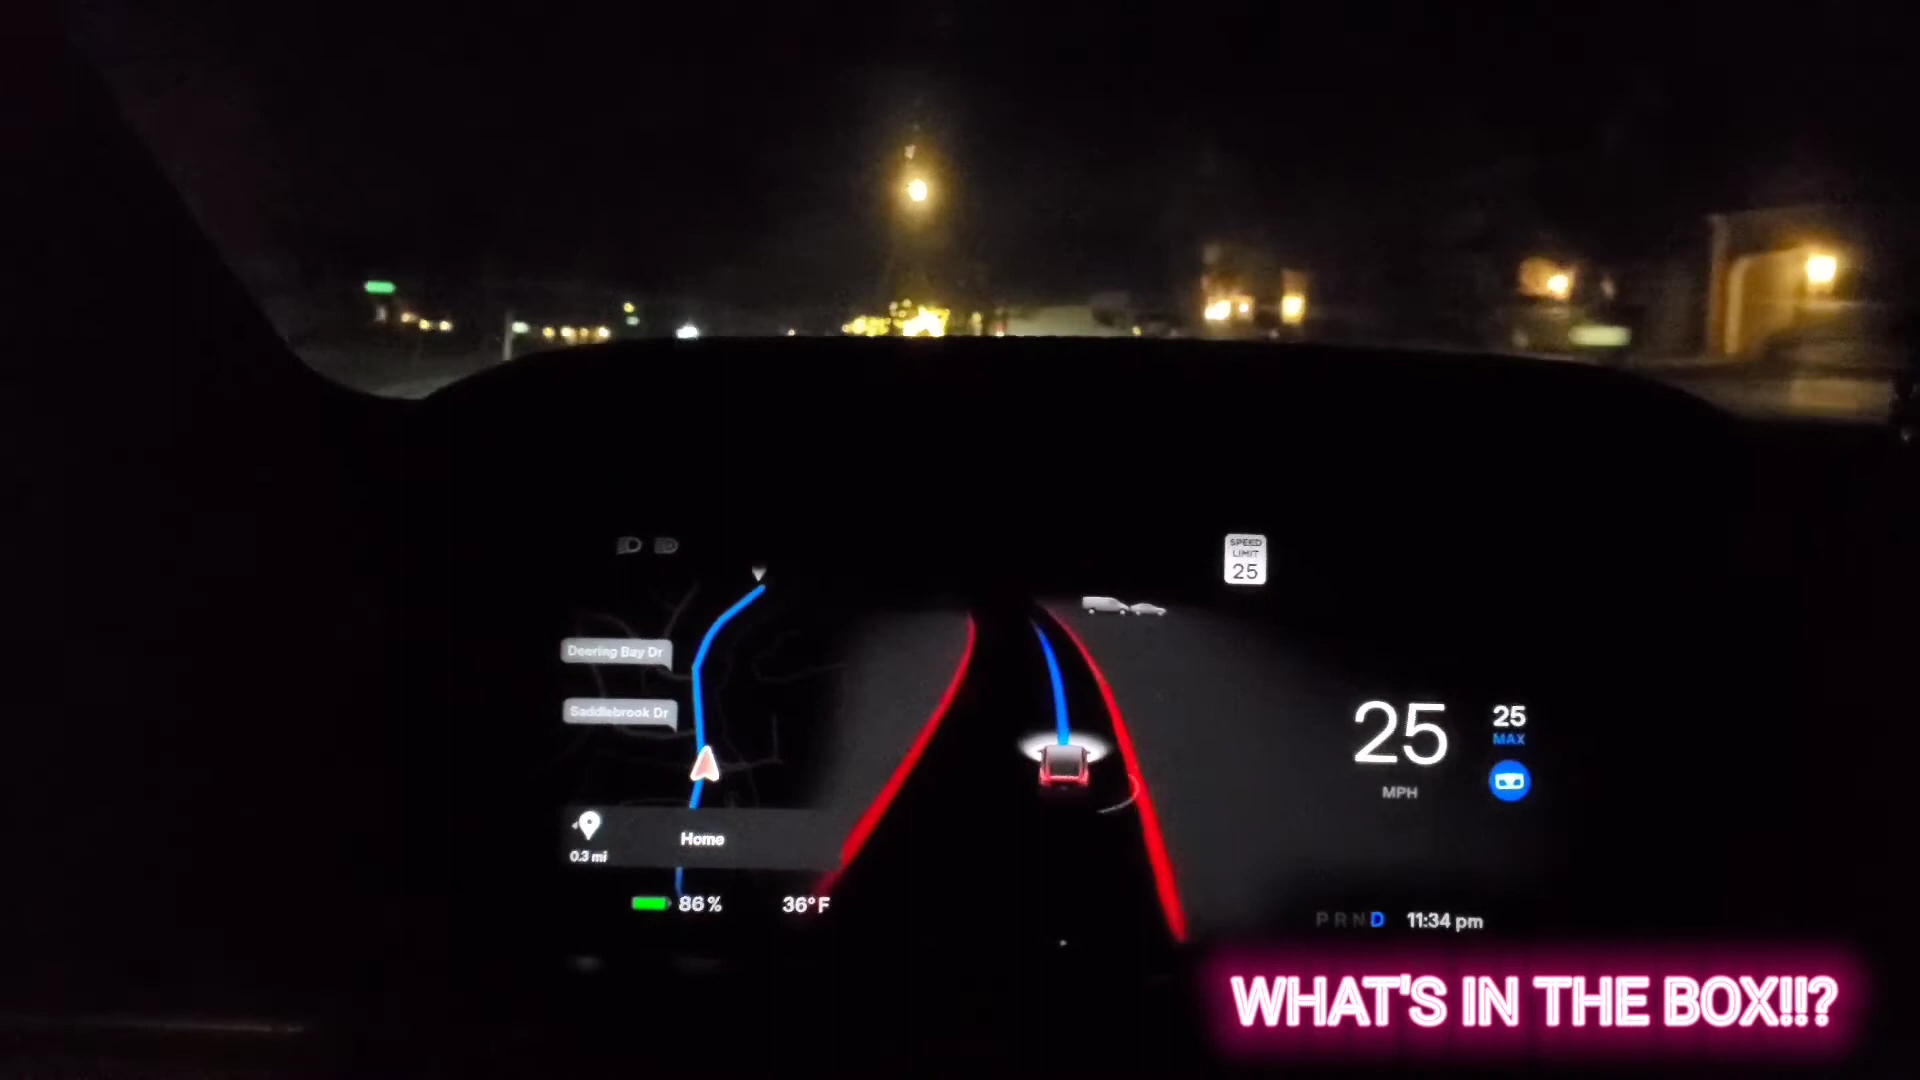 SPEED
LIMIT
25
Deering Bay Dr
Saddlebrook Dr
25
MPH
25
MAX
Home
0.3 mi
86%
36°F
PRND
11:34 pm
WHAT'S IN THE BOX!!!?